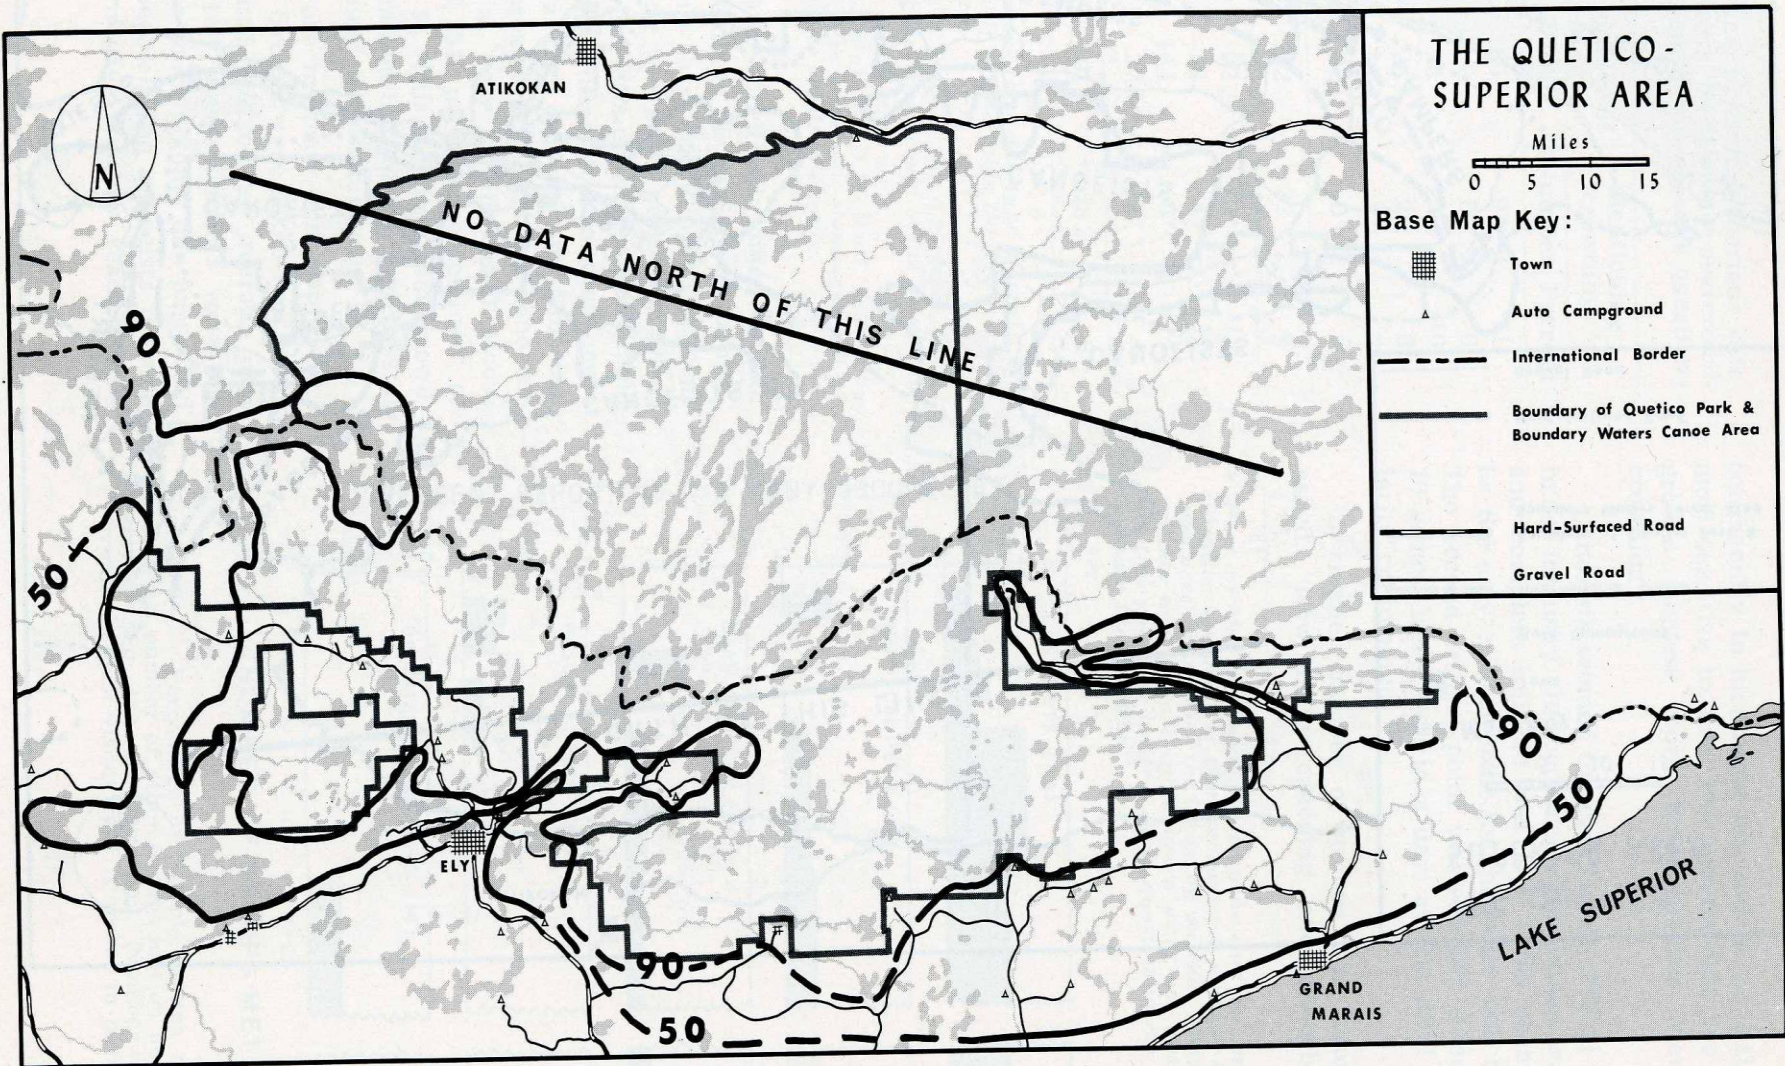 THE QUETICO-
SUPERIOR AREA
Miles
0 5 10 15
Base Map Key:
Town
Auto Campground
International Border
Boundary of Quetico Park &
Boundary Waters Canoe Area
Hard-Surfaced Road
Gravel Road
ATIKOKAN
N
NO DATA NORTH OF THIS LINE
90
50
90
50
ELY
LAKE SUPERIOR
90
GRAND
MARAIS
50